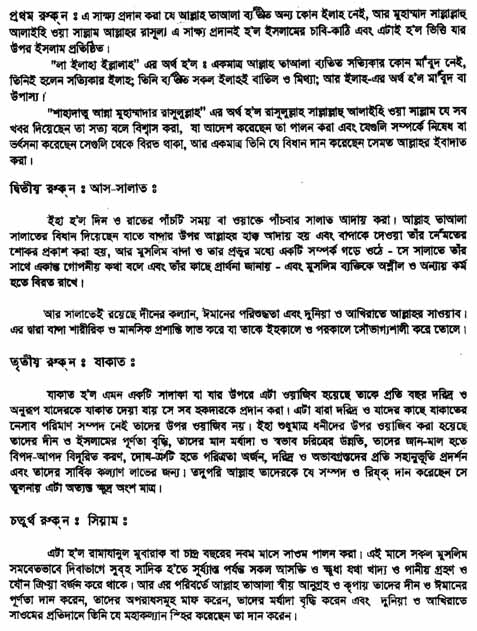 প্রথম রুক্‌ন : এ সাক্ষ্য প্রদান করা যে আল্লাহ তাআলা ব্যতীত অন্য কোন ইলাহ নেই, আর মুহাম্মাদ সাল্লাল্লাহু
আলাইহি ওয়া সাল্লাম আল্লাহর রাসূল। এ সাক্ষ্য প্রদানই হ'ল ইসলামের চাবি-কাঠি এবং এটাই হ'ল ভিত্তি যার
উপর ইসলাম প্রতিষ্ঠিত।
"লা ইলাহা ইল্লালাহ" এর অর্থ হ'ল : একমাত্র আল্লাহ তাআলা ব্যতীত সত্যিকার কোন মা'বুদ নেই,
তিনিই হলেন সত্যিকার ইলাহ; তিনি ব্যতিত সকল ইলাহই বাতিল ও মিথ্যা; আর ইলাহ-এর অর্থ হ'ল মা'বুদ বা
উপাস্য।
"শাহাদাতু আন্না মুহাম্মাদার রাসূলুল্লাহ" এর অর্থ হ'ল রাসূলুল্লাহ সাল্লাল্লাহু আলাইহি ওয়া সাল্লাম যে সব
খবর দিয়েছেন তা সত্য বলে বিশ্বাস করা, যা আদেশ করেছেন তা পালন করা এবং যেগুলি সম্পর্কে নিষেধ বা
ভর্ৎসনা করেছেন সেগুলি থেকে বিরত থাকা, আর একমাত্র তিনি যে বিধান দান করেছেন সেমত আল্লাহর ইবাদাত
করা।
দ্বিতীয় রুক্‌ন : আস-সালাত :
ইহা হ'ল দিন ও রাতের পাঁচটি সময় বা ওয়াক্তে পাঁচবার সালাত আদায় করা। আল্লাহ তাআলা
সালাতের বিধান দিয়েছেন যাতে বান্দার উপর আল্লাহর হাক্ক আদায় হয় এবং বান্দাকে দেওয়া তাঁর নে'মতের
শোকর প্রকাশ করা হয়, আর মুসলিম বান্দা ও তার প্রভুর মধ্যে একটি সম্পর্ক গড়ে ওঠে - সে সালাতে তাঁর
সাথে একান্ত গোপনীয় কথা বলে এবং তাঁর কাছে প্রার্থনা জানায় - এবং মুসলিম ব্যক্তিকে অশ্লীল ও অন্যায় কর্ম
হতে বিরত রাখে।
আর সালাতেই রয়েছে দীনের কল্যান, ঈমানের পরিশুদ্ধতা এবং দুনিয়া ও আখিরাতে আল্লাহর সাওয়াব।
এর দ্বারা বান্দা শারীরিক ও মানসিক প্রশান্তি লাভ করে যা তাকে ইহকালে ও পরকালে সৌভাগ্যশালী করে তোলে।
তৃতীয় রুক্‌ন : যাকাত :
যাকাত হ'ল এমন একটি সাদাকা যা যার উপরে এটা ওয়াজিব হয়েছে তাকে প্রতি বছর দরিদ্র ও
অনুরূপ যাদেরকে যাকাত দেয়া যায় সে সব হকদারকে প্রদান করা। এটা যারা দরিদ্র ও যাদের কাছে যাকাতের
নেসাব পরিমাণ সম্পদ নেই তাদের উপর ওয়াজিব নয়। ইহা শুধুমাত্র ধনীদের উপর ওয়াজিব করা হয়েছে
তাদের দীন ও ইসলামের পূর্ণতা বৃদ্ধি, তাদের মান মর্যাদা ও স্বভাব চরিত্রের উন্নতি, তাদের জান-মাল হতে
বিপদ-আপদ বিদূরিত করণ, দোষ-ত্রুটি হতে পবিত্রতা অর্জন, দরিদ্র ও অভাবগ্রস্তদের প্রতি সহানুভূতি প্রদর্শন
এবং তাদের সার্বিক কল্যাণ লাভের জন্য। তদুপরি আল্লাহ তাদেরকে যে সম্পদ ও রিয্‌ক দান করেছেন সে
তুলনায় এটা অত্যন্ত ক্ষুদ্র অংশ মাত্র।
চতুর্থ রুক্‌ন : সিয়াম :
এটা হ'ল রামাযানুল মুবারাক বা চান্দ্র বছরের নবম মাসে সাওম পালন করা। এই মাসে সকল মুসলিম
সমবেতভাবে দিবাভাগে সুব্‌হ সাদিক হ'তে সূর্য্যাস্ত পর্যন্ত সকল আসক্তি ও ক্ষুধা যথা খাদ্য ও পানীয় গ্রহণ ও
যৌন ক্রিয়া বর্জন করে থাকে। আর এর পরিবর্তে আল্লাহ তাআলা স্বীয় অনুগ্রহ ও কৃপায় তাদের দীন ও ঈমানের
পূর্ণতা দান করেন, তাদের অপরাধসমূহ মাফ করেন, তাদের মর্যাদা বৃদ্ধি করেন এবং দুনিয়া ও আখিরাতে
সাওমের প্রতিদানে তিনি যে মহাকল্যান স্থির করেছেন তা দান করেন।